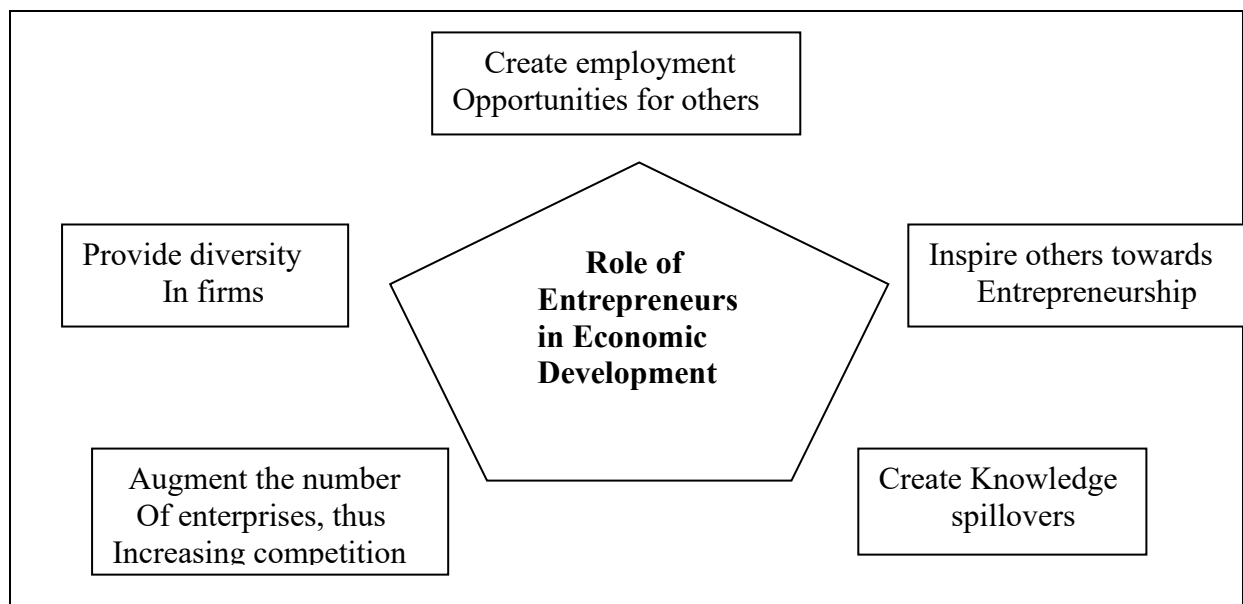 Create employment
Opportunities for others
Provide diversity
In firms
Role of
Entrepreneurs
in Economic
Development
Inspire others towards
Entrepreneurship
Augment the number
Of enterprises, thus
Increasing competition
Create Knowledge
spillovers